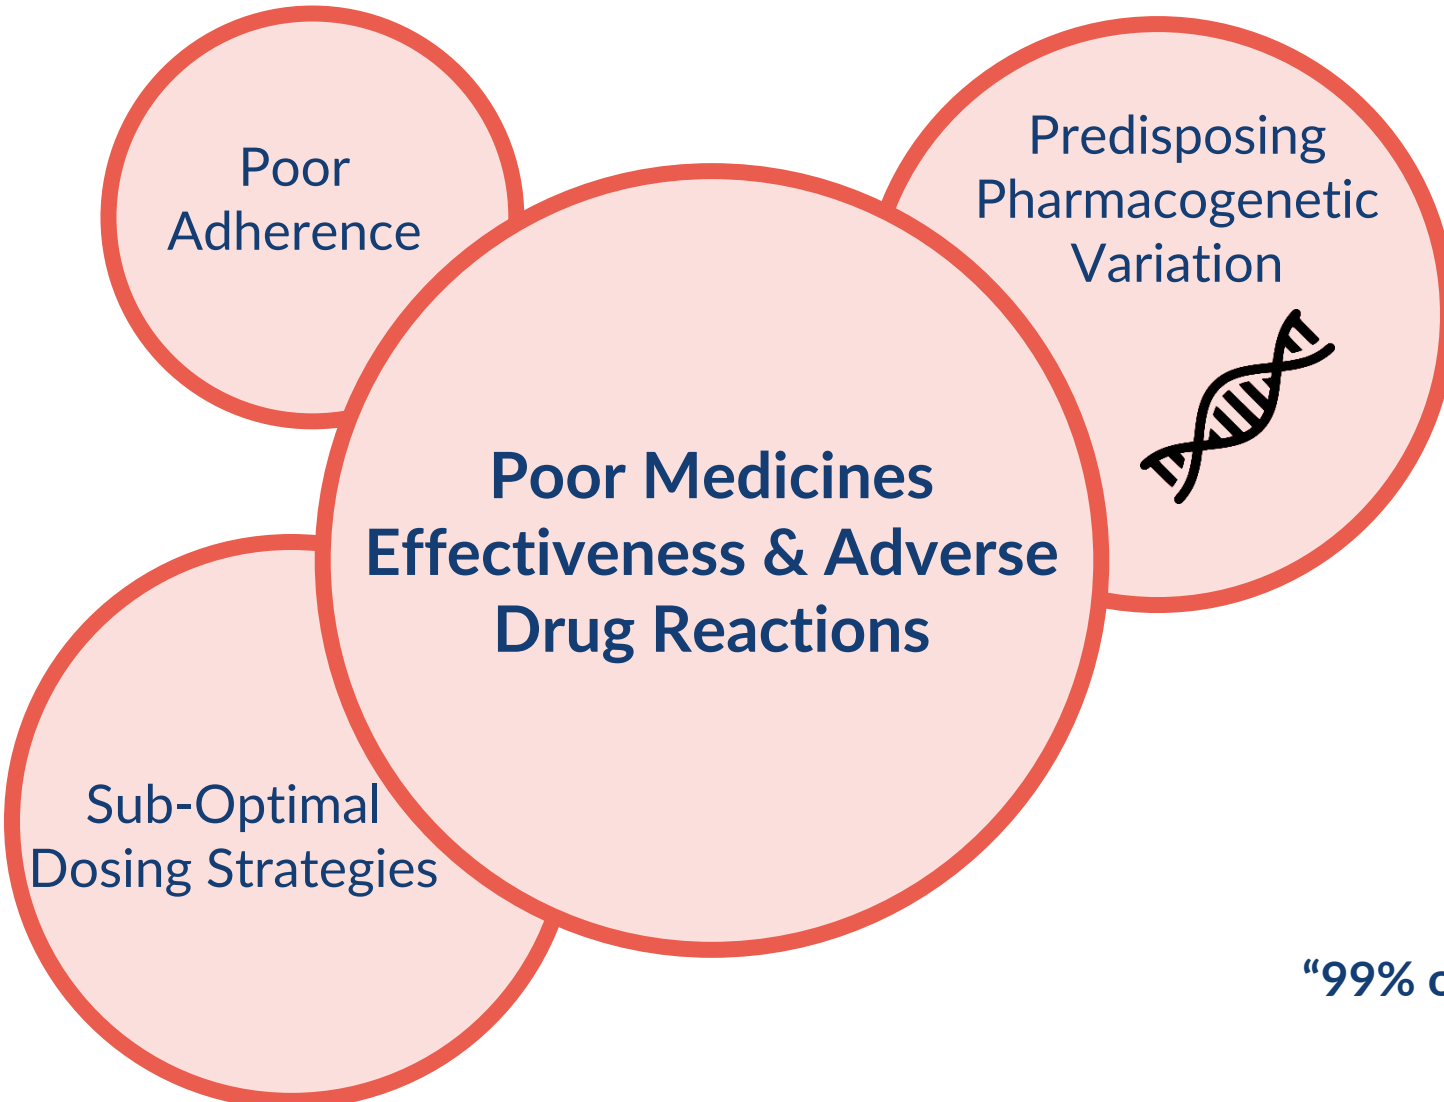 Poor
Adherence
Predisposing
Pharmacogenetic
Variation
Poor Medicines
Effectiveness & Adverse
Drug Reactions
Sub-Optimal
Dosing Strategies
“99%